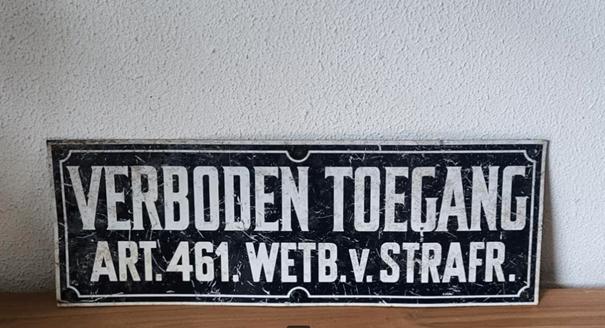 VERBODEN TOEGANG
ART. 461. WETB. v. STRAFR.